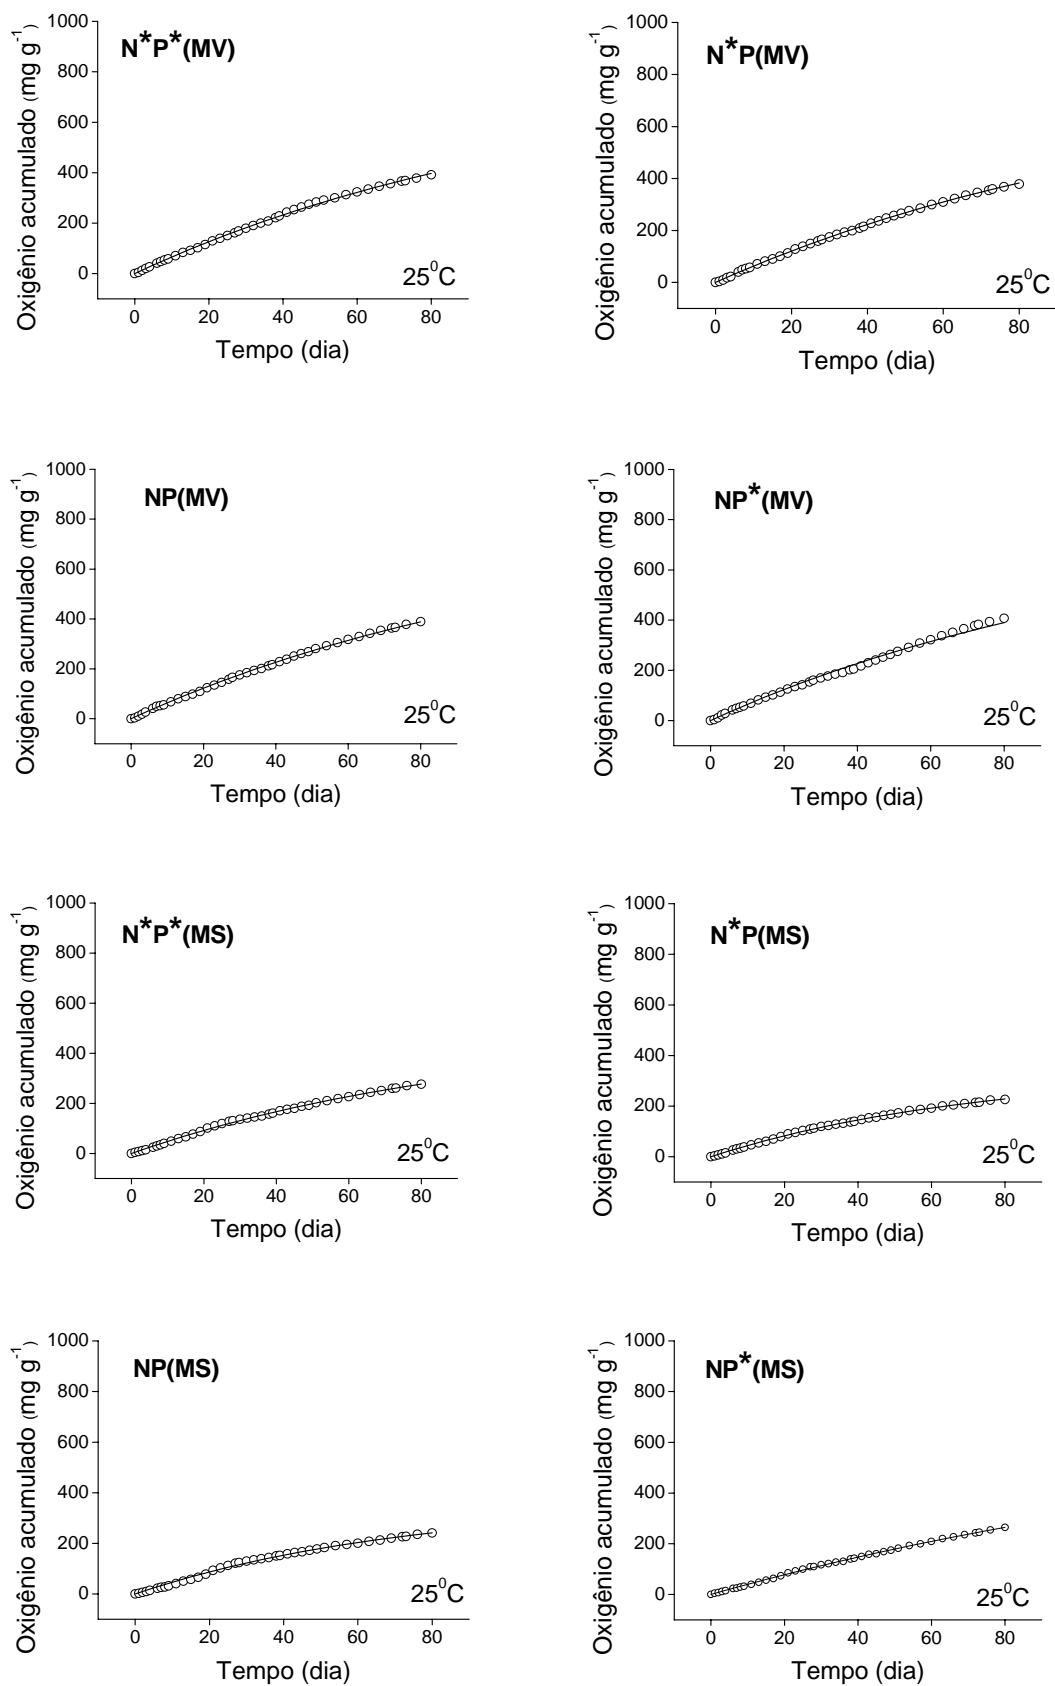 N*P*(MV)
Oxigênio acumulado (mg g-1)
1000
800
600
400
200
0
25⁰C
0 20 40 60 80
Tempo (dia)
N*P(MV)
Oxigênio acumulado (mg g-1)
1000
800
600
400
200
0
25⁰C
0 20 40 60 80
Tempo (dia)
NP(MV)
Oxigênio acumulado (mg g-1)
1000
800
600
400
200
0
25⁰C
0 20 40 60 80
Tempo (dia)
NP*(MV)
Oxigênio acumulado (mg g-1)
1000
800
600
400
200
0
25⁰C
0 20 40 60 80
Tempo (dia)
N*P*(MS)
Oxigênio acumulado (mg g-1)
1000
800
600
400
200
0
25⁰C
0 20 40 60 80
Tempo (dia)
N*P(MS)
Oxigênio acumulado (mg g-1)
1000
800
600
400
200
0
25⁰C
0 20 40 60 80
Tempo (dia)
NP(MS)
Oxigênio acumulado (mg g-1)
1000
800
600
400
200
0
25⁰C
0 20 40 60 80
Tempo (dia)
NP*(MS)
Oxigênio acumulado (mg g-1)
1000
800
600
400
200
0
25⁰C
0 20 40 60 80
Tempo (dia)